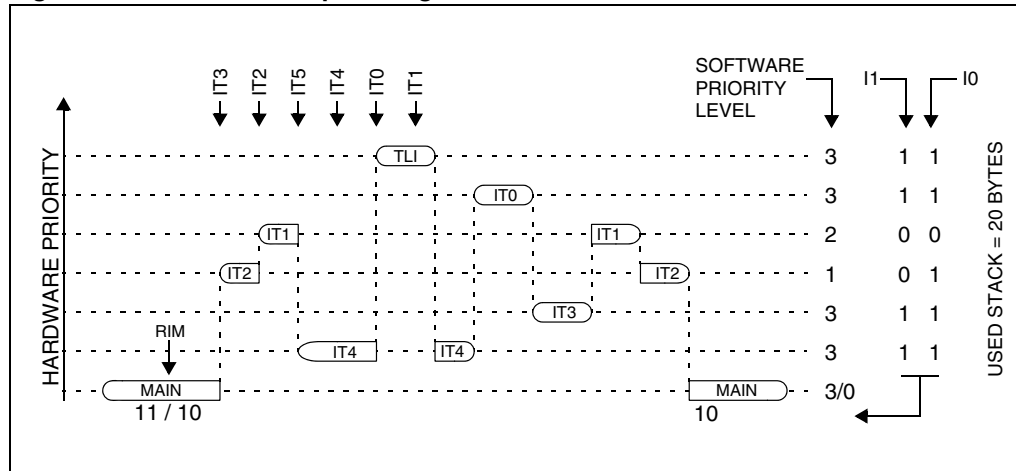 IT3
IT2
IT5
IT4
IT0
IT1
SOFTWARE
PRIORITY
LEVEL
I1
I0
TLI
3
1 1
IT0
3
1 1
IT1
IT1
2
0 0
IT2
IT2
1
0 1
IT3
3
1 1
RIM
IT4
IT4
3
1 1
MAIN
MAIN
3/0
11 / 10
10
HARDWARE PRIORITY
USED STACK = 20 BYTES